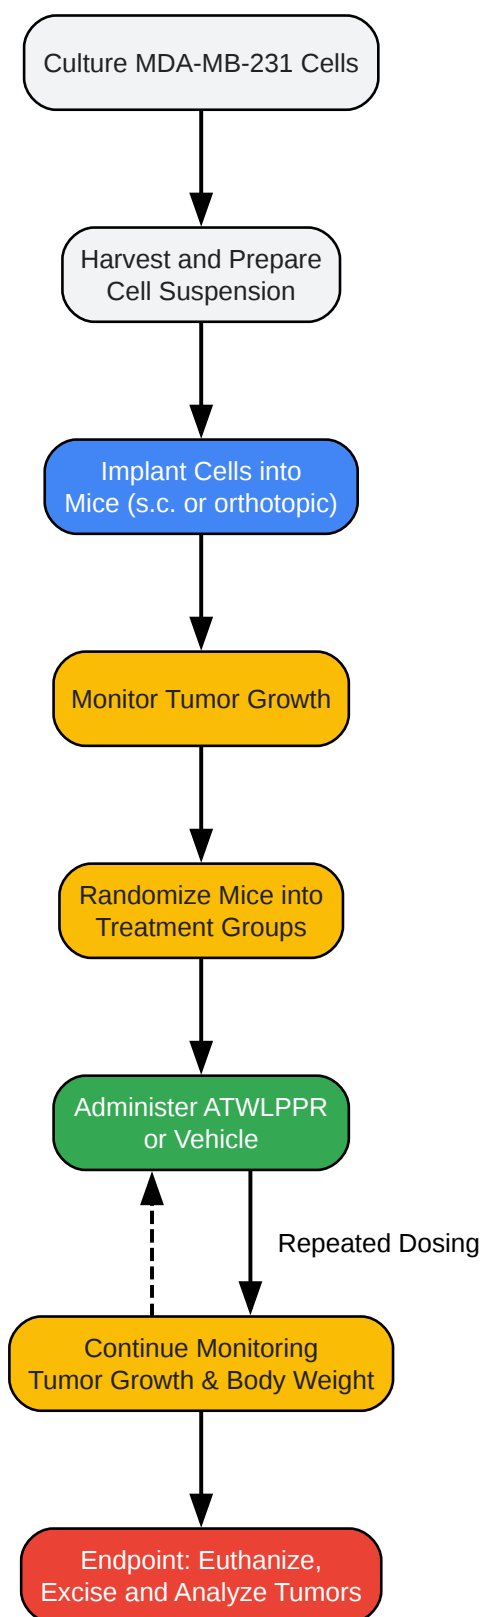 Culture MDA-MB-231 Cells
Harvest and Prepare
Cell Suspension
Implant Cells into
Mice (s.c. or orthotopic)
Monitor Tumor Growth
Randomize Mice into
Treatment Groups
Administer ATWLPPR
or Vehicle
Repeated Dosing
Continue Monitoring
Tumor Growth & Body Weight
Endpoint: Euthanize,
Excise and Analyze Tumors